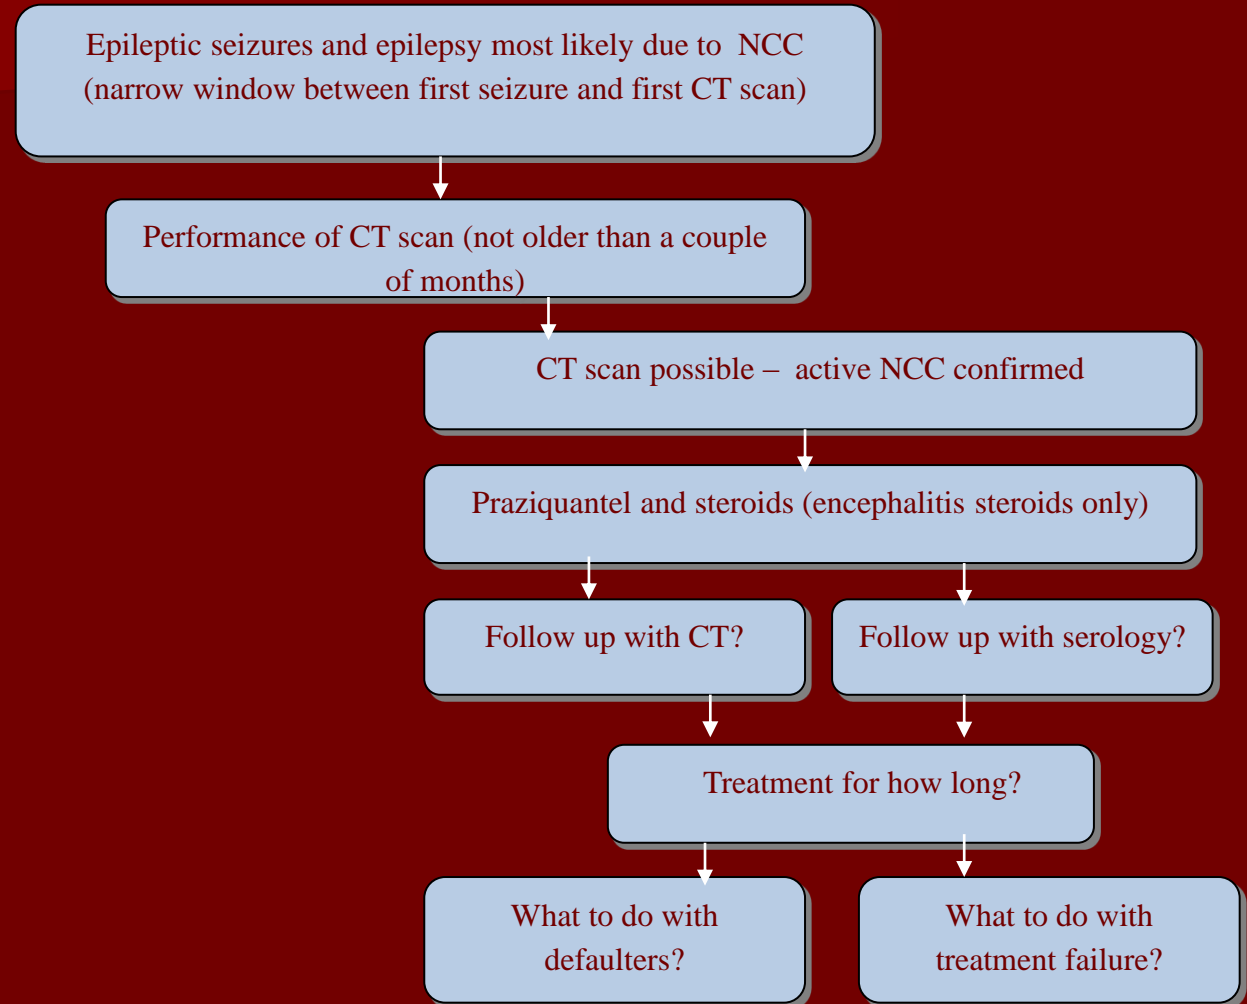 Epileptic seizures and epilepsy most likely due to NCC
(narrow window between first seizure and first CT scan)
Performance of CT scan (not older than a couple
of months)
CT scan possible – active NCC confirmed
Praziquantel and steroids (encephalitis steroids only)
Follow up with CT?
Follow up with serology?
Treatment for how long?
What to do with
defaulters?
What to do with
treatment failure?